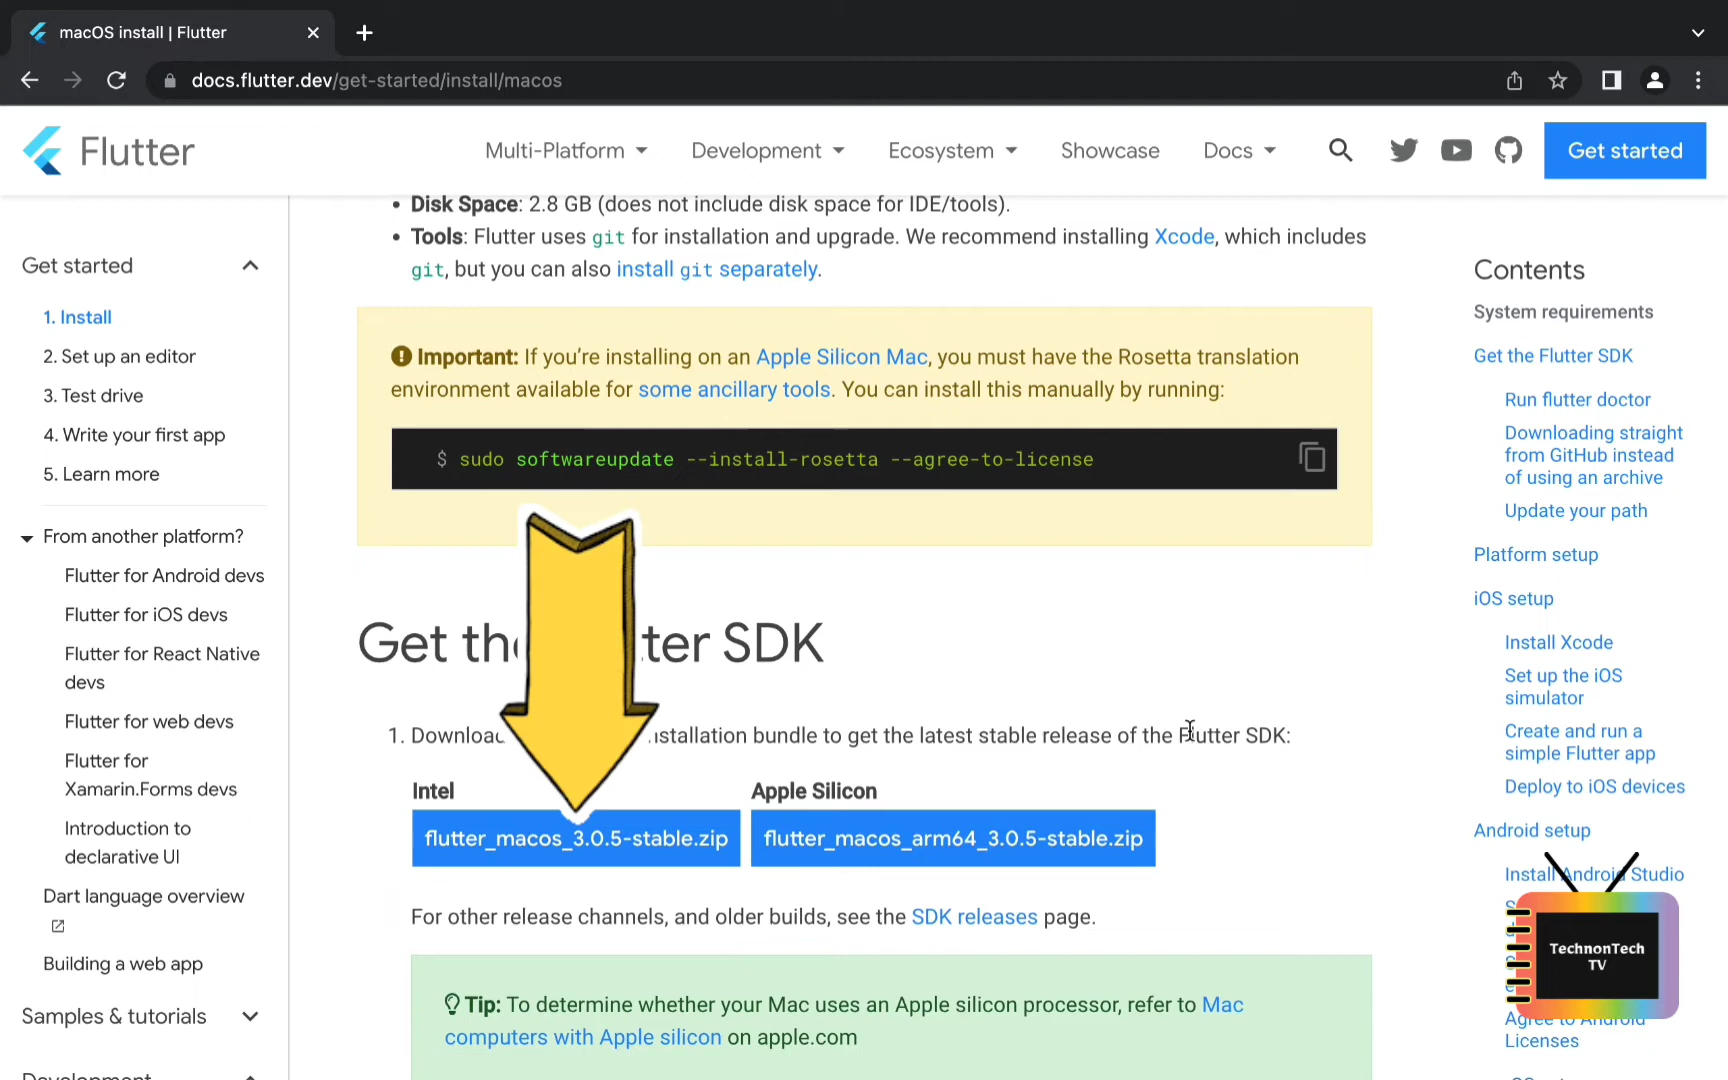 macOS install | Flutter
docs.flutter.dev/get-started/install/macos
Flutter
Multi-Platform
Development
Ecosystem
Showcase
Docs
Get started
Get started
1. Install
2. Set up an editor
3. Test drive
4. Write your first app
5. Learn more
From another platform?
Flutter for Android devs
Flutter for iOS devs
Flutter for React Native
devs
Flutter for web devs
Flutter for
Xamarin.Forms devs
Introduction to
declarative UI
Dart language overview
Building a web app
Samples & tutorials
Development
• Disk Space: 2.8 GB (does not include disk space for IDE/tools).
• Tools: Flutter uses git for installation and upgrade. We recommend installing Xcode, which includes
git, but you can also install git separately.
Important: If you’re installing on an Apple Silicon Mac, you must have the Rosetta translation
environment available for some ancillary tools. You can install this manually by running:
$ sudo softwareupdate --install-rosetta --agree-to-license
Get the ter SDK
1. Downloa stallation bundle to get the latest stable release of the Flutter SDK:
Intel
Apple Silicon
flutter_macos_3.0.5-stable.zip
flutter_macos_arm64_3.0.5-stable.zip
For other release channels, and older builds, see the SDK releases page.
Tip: To determine whether your Mac uses an Apple silicon processor, refer to Mac
computers with Apple silicon on apple.com
Contents
System requirements
Get the Flutter SDK
Run flutter doctor
Downloading straight
from GitHub instead
of using an archive
Update your path
Platform setup
iOS setup
Install Xcode
Set up the iOS
simulator
Create and run a
simple Flutter app
Deploy to iOS devices
Android setup
Install Android Studio
Agree to Android
Licenses
TechnonTech
TV